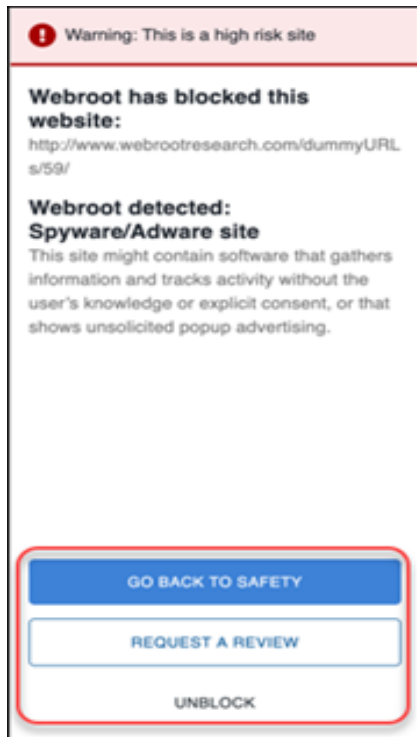 Warning: This is a high risk site
Webroot has blocked this
website:
http://www.webrootresearch.com/dummyURL
s/59/
Webroot detected:
Spyware/Adware site
This site might contain software that gathers
information and tracks activity without the
user's knowledge or explicit consent, or that
shows unsolicited popup advertising.
GO BACK TO SAFETY
REQUEST A REVIEW
UNBLOCK